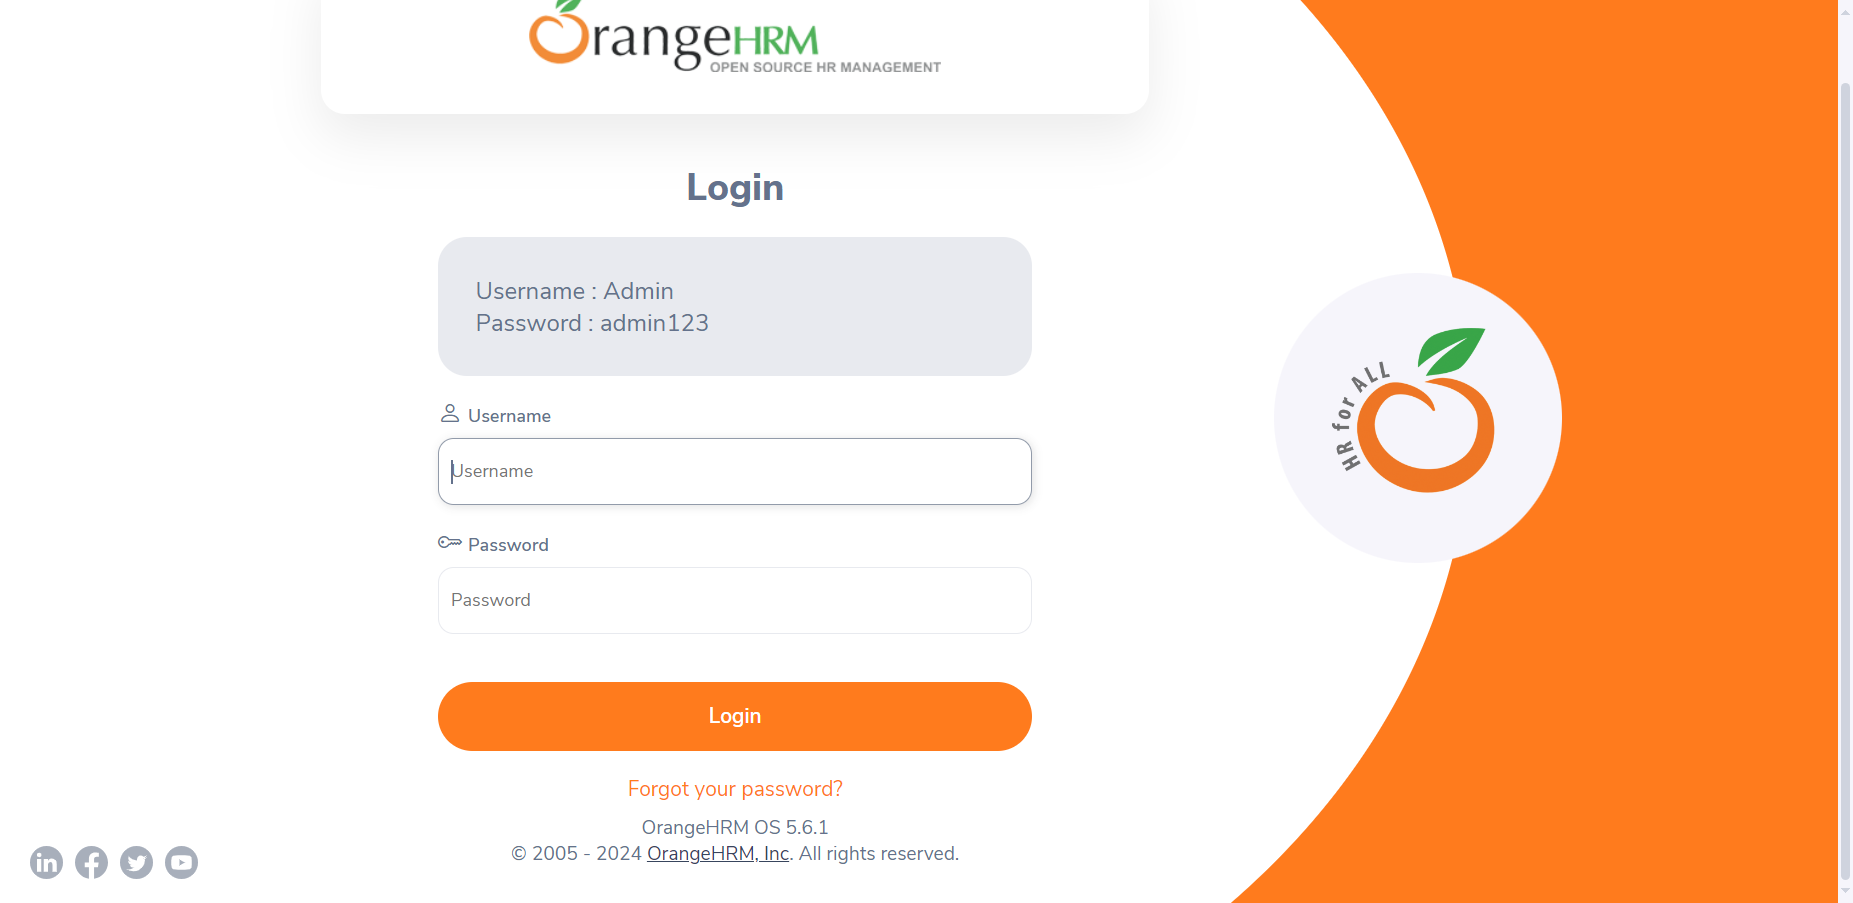 OrangeHRM
OPEN SOURCE HR MANAGEMENT
Login
Username : Admin
Password : admin123
Username
Username
Password
Password
Login
Forgot your password?
OrangeHRM OS 5.6.1
© 2005 - 2024 OrangeHRM, Inc. All rights reserved.
in
HR for ALL